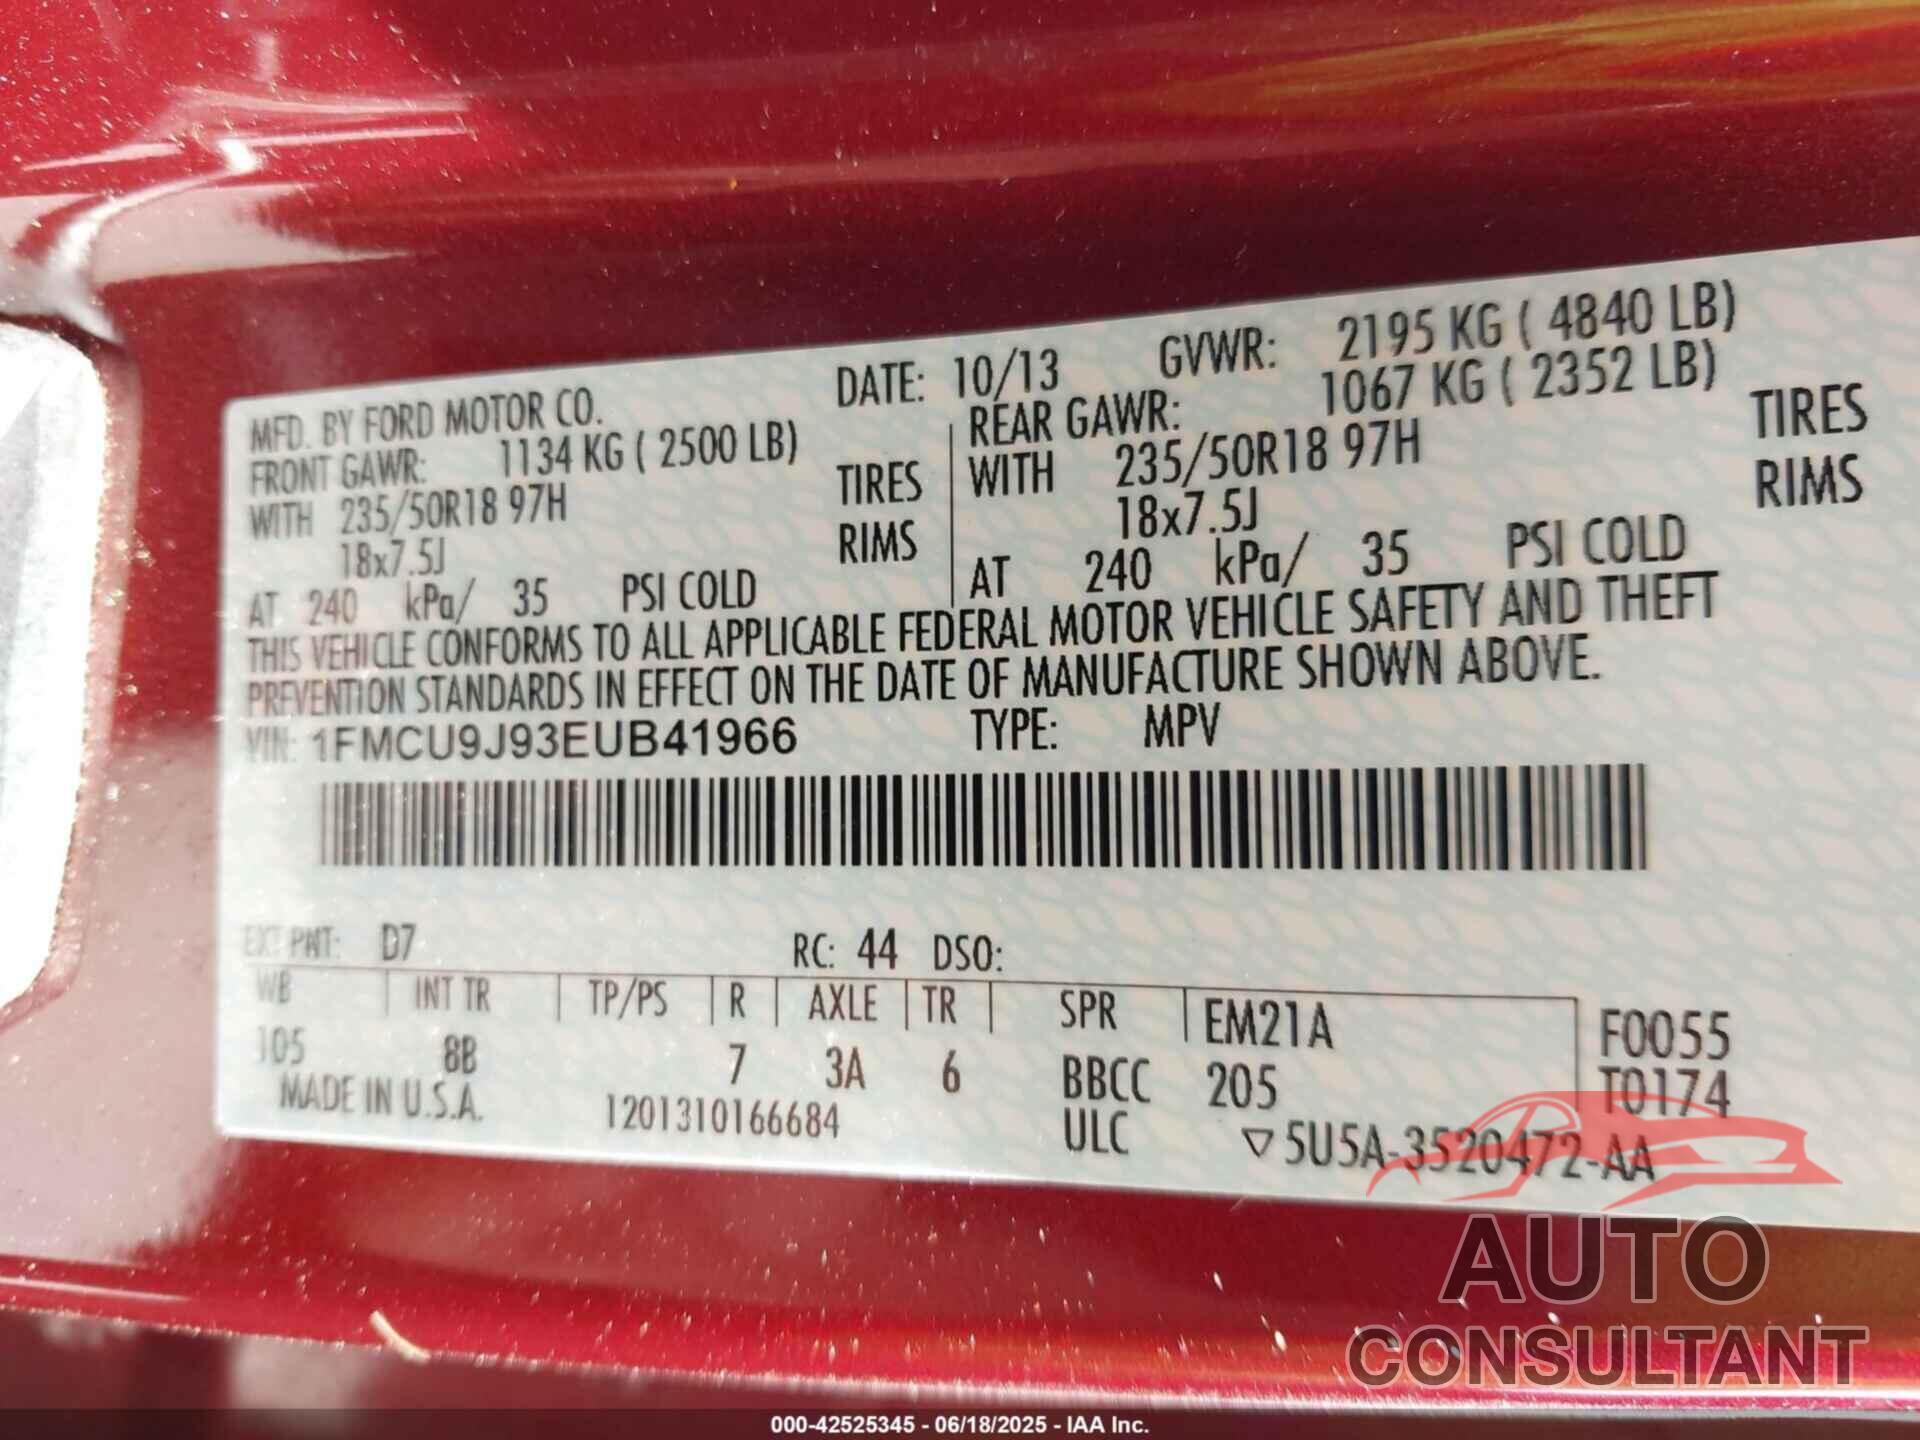 MFD. BY FORD MOTOR CO. DATE: 10/13 GVWR: 2195 KG ( 4840 LB)
FRONT GAWR: 1134 KG ( 2500 LB) REAR GAWR: 1067 KG ( 2352 LB)
WITH 235/50R18 97H TIRES WITH 235/50R18 97H TIRES
18x7.5J RIMS 18x7.5J RIMS
AT 240 kPa/ 35 PSI COLD AT 240 kPa/ 35 PSI COLD
THIS VEHICLE CONFORMS TO ALL APPLICABLE FEDERAL MOTOR VEHICLE SAFETY AND THEFT
PREVENTION STANDARDS IN EFFECT ON THE DATE OF MANUFACTURE SHOWN ABOVE.
VIN: 1FMCU9J93EUB41966 TYPE: MPV
EXT PNT: D7 RC: 44 DSO:
WB INT TR TP/PS R AXLE TR SPR EM21A F0055
105 8B 7 3A 6 BBCC 205 T0174
MADE IN U.S.A. 1201310166684 ULC ▽5U5A-3520472-AA
AUTO
CONSULTANT
000-42525345 - 06/18/2025 - IAA Inc.